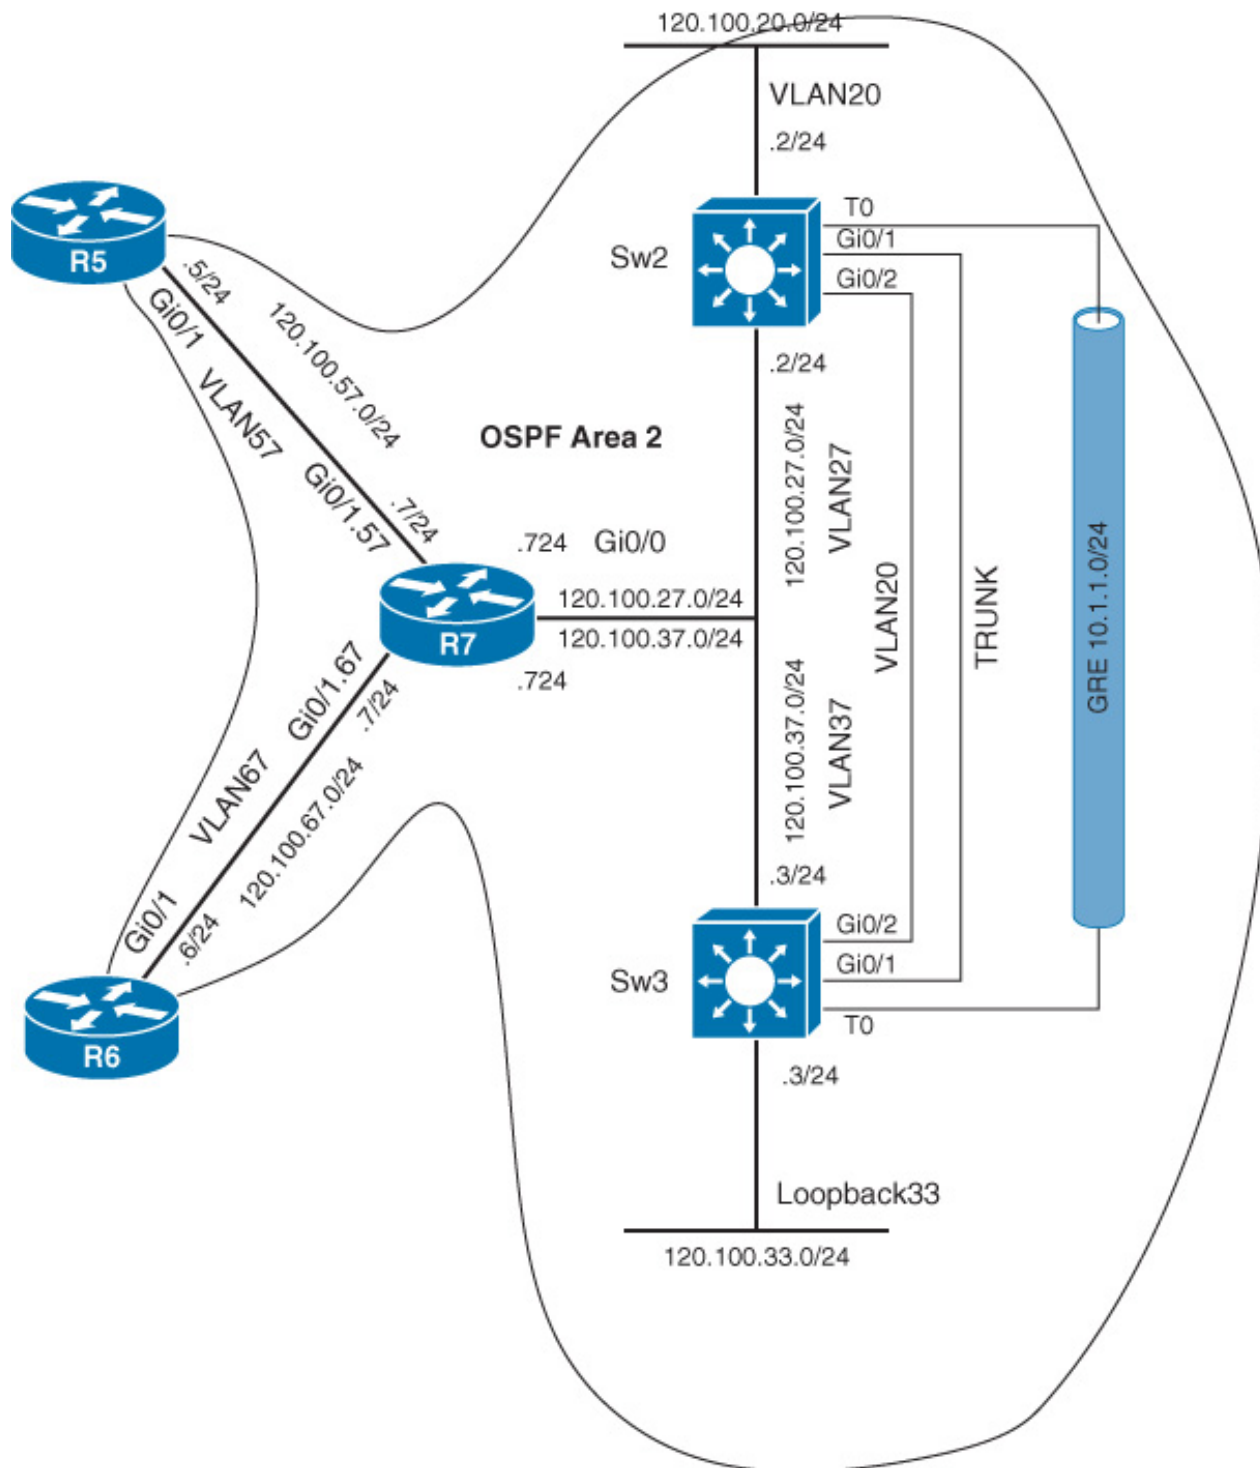 120.100.20.0/24
VLAN20
.2/24
T0
Gi0/1
Gi0/2
Sw2
R5
.5/24
Gi0/1
120.100.57.0/24
VLAN57
Gi0/1.57
.7/24
.2/24
OSPF Area 2
120.100.27.0/24
VLAN27
.724 Gi0/0
120.100.27.0/24
R7
120.100.37.0/24
.724
VLAN20
TRUNK
GRE 10.1.1.0/24
Gi0/1.67
.7/24
VLAN67
120.100.67.0/24
120.100.37.0/24
VLAN37
.3/24
Gi0/1
.6/24
R6
Gi0/2
Sw3
Gi0/1
T0
.3/24
Loopback33
120.100.33.0/24